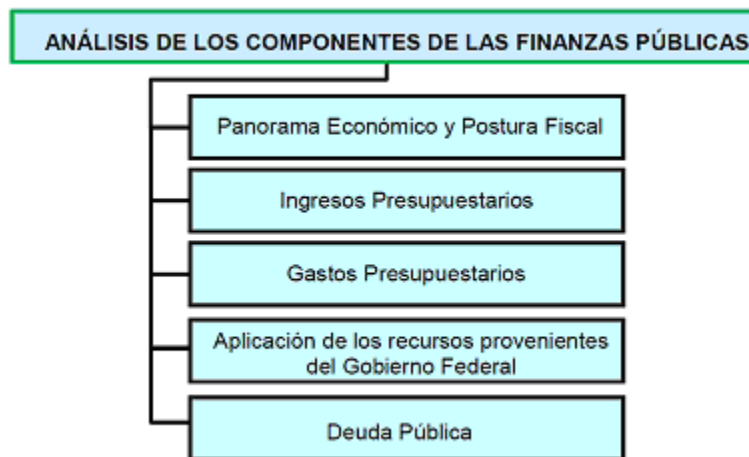 ANÁLISIS DE LOS COMPONENTES DE LAS FINANZAS PÚBLICAS
Panorama Económico y Postura Fiscal
Ingresos Presupuestarios
Gastos Presupuestarios
Aplicación de los recursos provenientes
del Gobierno Federal
Deuda Pública